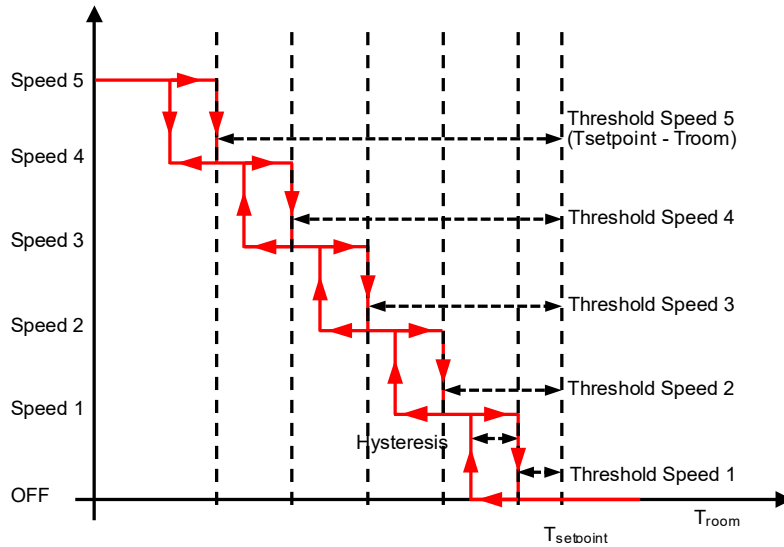 Speed 5
Threshold Speed 5
(Tsetpoint - Troom)
Speed 4
Threshold Speed 4
Speed 3
Threshold Speed 3
Speed 2
Threshold Speed 2
Speed 1
Hysteresis
Threshold Speed 1
OFF
Troom
Tsetpoint